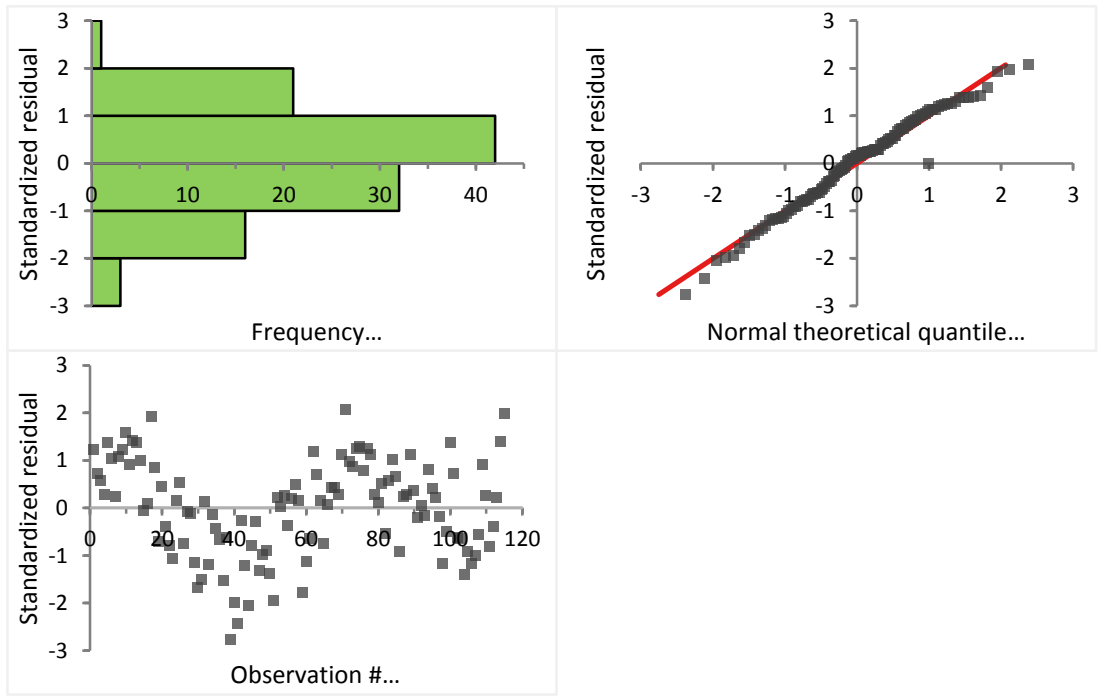 Standardized residual
3
2
1
0
-1
-2
-3
0 10 20 30 40
Frequency...
Standardized residual
3
2
1
0
-1
-2
-3
-3 -2 -1 0 1 2 3
Normal theoretical quantile...
Standardized residual
3
2
1
0
-1
-2
-3
0 20 40 60 80 100 120
Observation #...